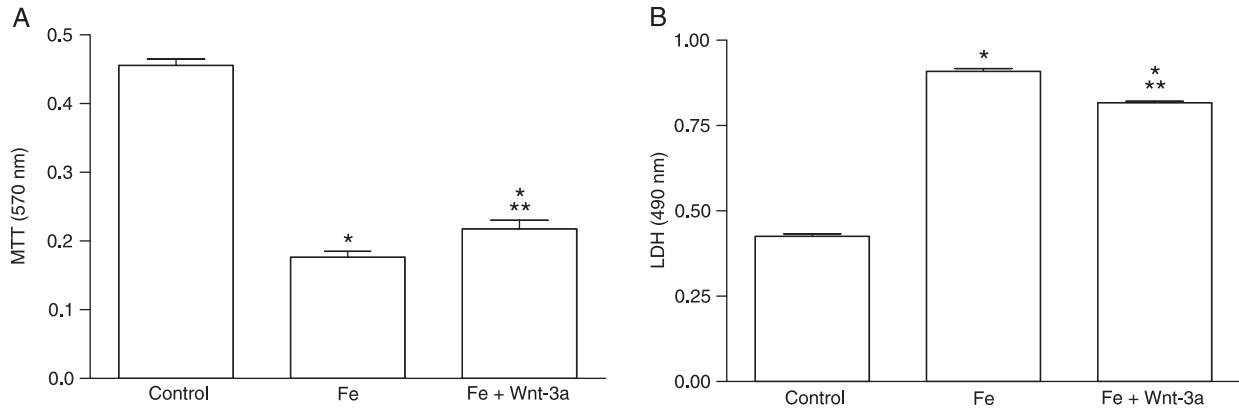 A
MTT (570 nm)
0.5
0.4
0.3
0.2
0.1
0.0
*
*
**
Control
Fe
Fe + Wnt-3a
B
LDH (490 nm)
1.00
0.75
0.50
0.25
0.00
*
*
**
Control
Fe
Fe + Wnt-3a